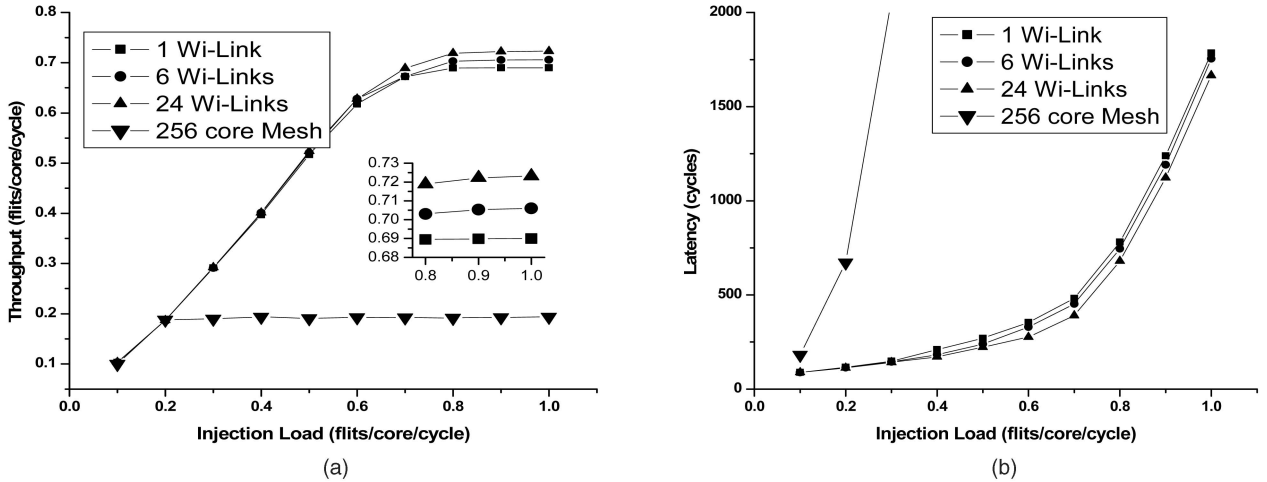 0.8
0.7
0.6
0.5
0.4
0.3
0.2
0.1
Throughput (flits/core/cycle)
1 Wi-Link
6 Wi-Links
24 Wi-Links
256 core Mesh
0.73
0.72
0.71
0.70
0.69
0.68
0.8 0.9 1.0
0.0 0.2 0.4 0.6 0.8 1.0
Injection Load (flits/core/cycle)
(a)
2000
1500
1000
500
0
Latency (cycles)
1 Wi-Link
6 Wi-Links
24 Wi-Links
256 core Mesh
0.0 0.2 0.4 0.6 0.8 1.0
Injection Load (flits/core/cycle)
(b)